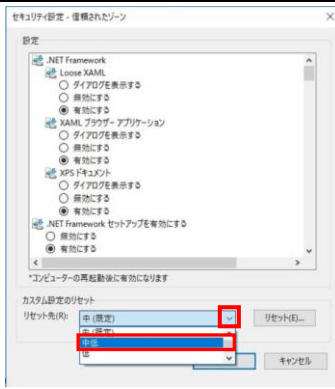 セキュリティ設定 - 信頼されたゾーン
設定
.NET Framework
Loose XAML
ダイアログを表示する
無効にする
有効にする
XAML ブラウザー アプリケーション
ダイアログを表示する
無効にする
有効にする
XPS ドキュメント
ダイアログを表示する
無効にする
有効にする
.NET Framework セットアップを有効にする
無効にする
有効にする
*コンピューターの再起動後に有効になります
カスタム設定のリセット
リセット先(R):
中 (既定)
リセット(E)...
中 (既定)
中低
低
キャンセル